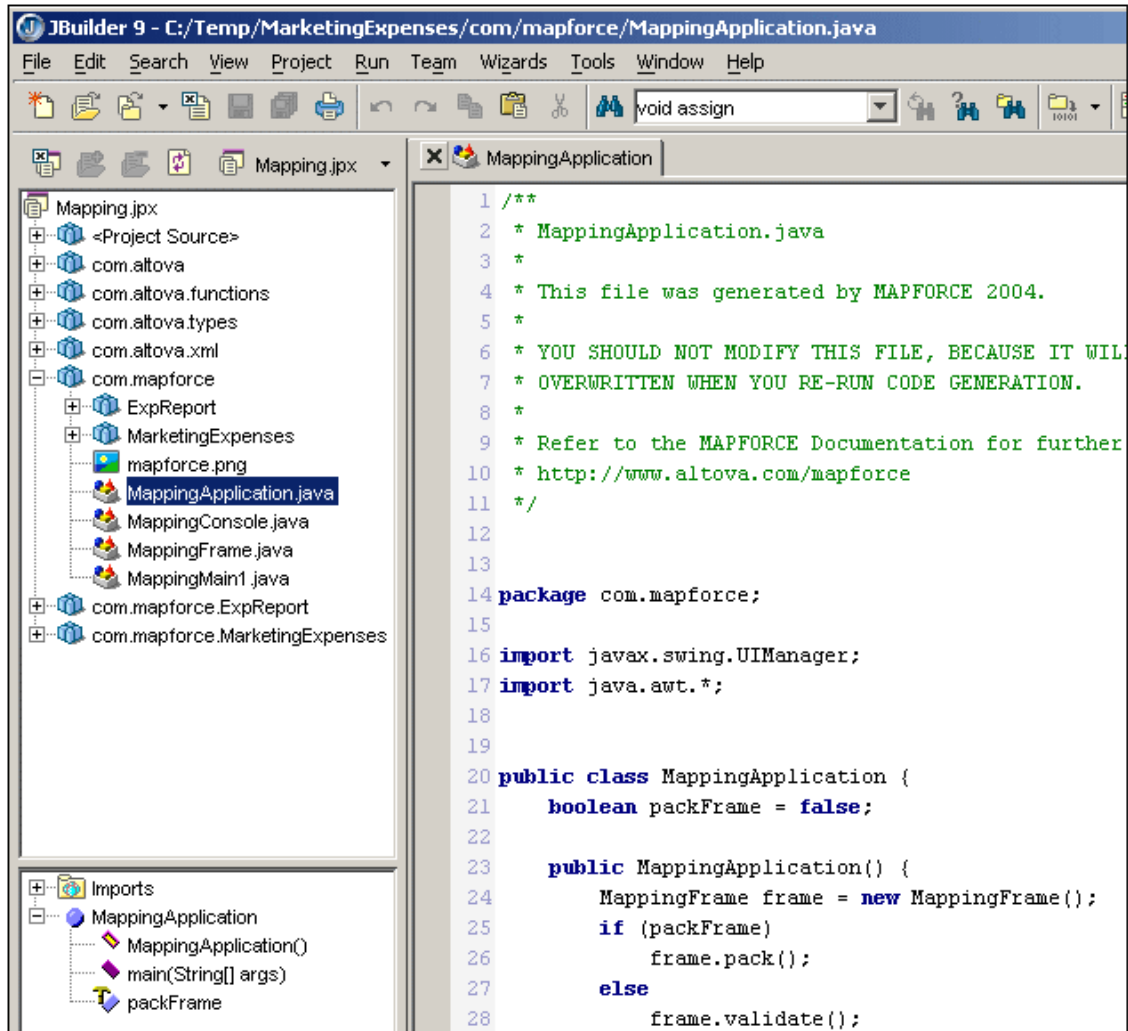 JBuilder 9 - C:/Temp/MarketingExpenses/com/mapforce/MappingApplication.java
File Edit Search View Project Run Team Wizards Tools Window Help
void assign
Mapping.jpx
MappingApplication
Mapping.jpx
<Project Source>
com.altova
com.altova.functions
com.altova.types
com.altova.xml
com.mapforce
ExpReport
MarketingExpenses
mapforce.png
MappingApplication.java
MappingConsole.java
MappingFrame.java
MappingMain1.java
com.mapforce.ExpReport
com.mapforce.MarketingExpenses
Imports
MappingApplication
MappingApplication()
main(String[] args)
packFrame
1 /**
2 * MappingApplication.java
3 *
4 * This file was generated by MAPFORCE 2004.
5 *
6 * YOU SHOULD NOT MODIFY THIS FILE, BECAUSE IT WIL
7 * OVERWRITTEN WHEN YOU RE-RUN CODE GENERATION.
8 *
9 * Refer to the MAPFORCE Documentation for further
10 * http://www.altova.com/mapforce
11 */
12
13
14 package com.mapforce;
15
16 import javax.swing.UIManager;
17 import java.awt.*;
18
19
20 public class MappingApplication {
21 boolean packFrame = false;
22
23 public MappingApplication() {
24 MappingFrame frame = new MappingFrame();
25 if (packFrame)
26 frame.pack();
27 else
28 frame.validate();